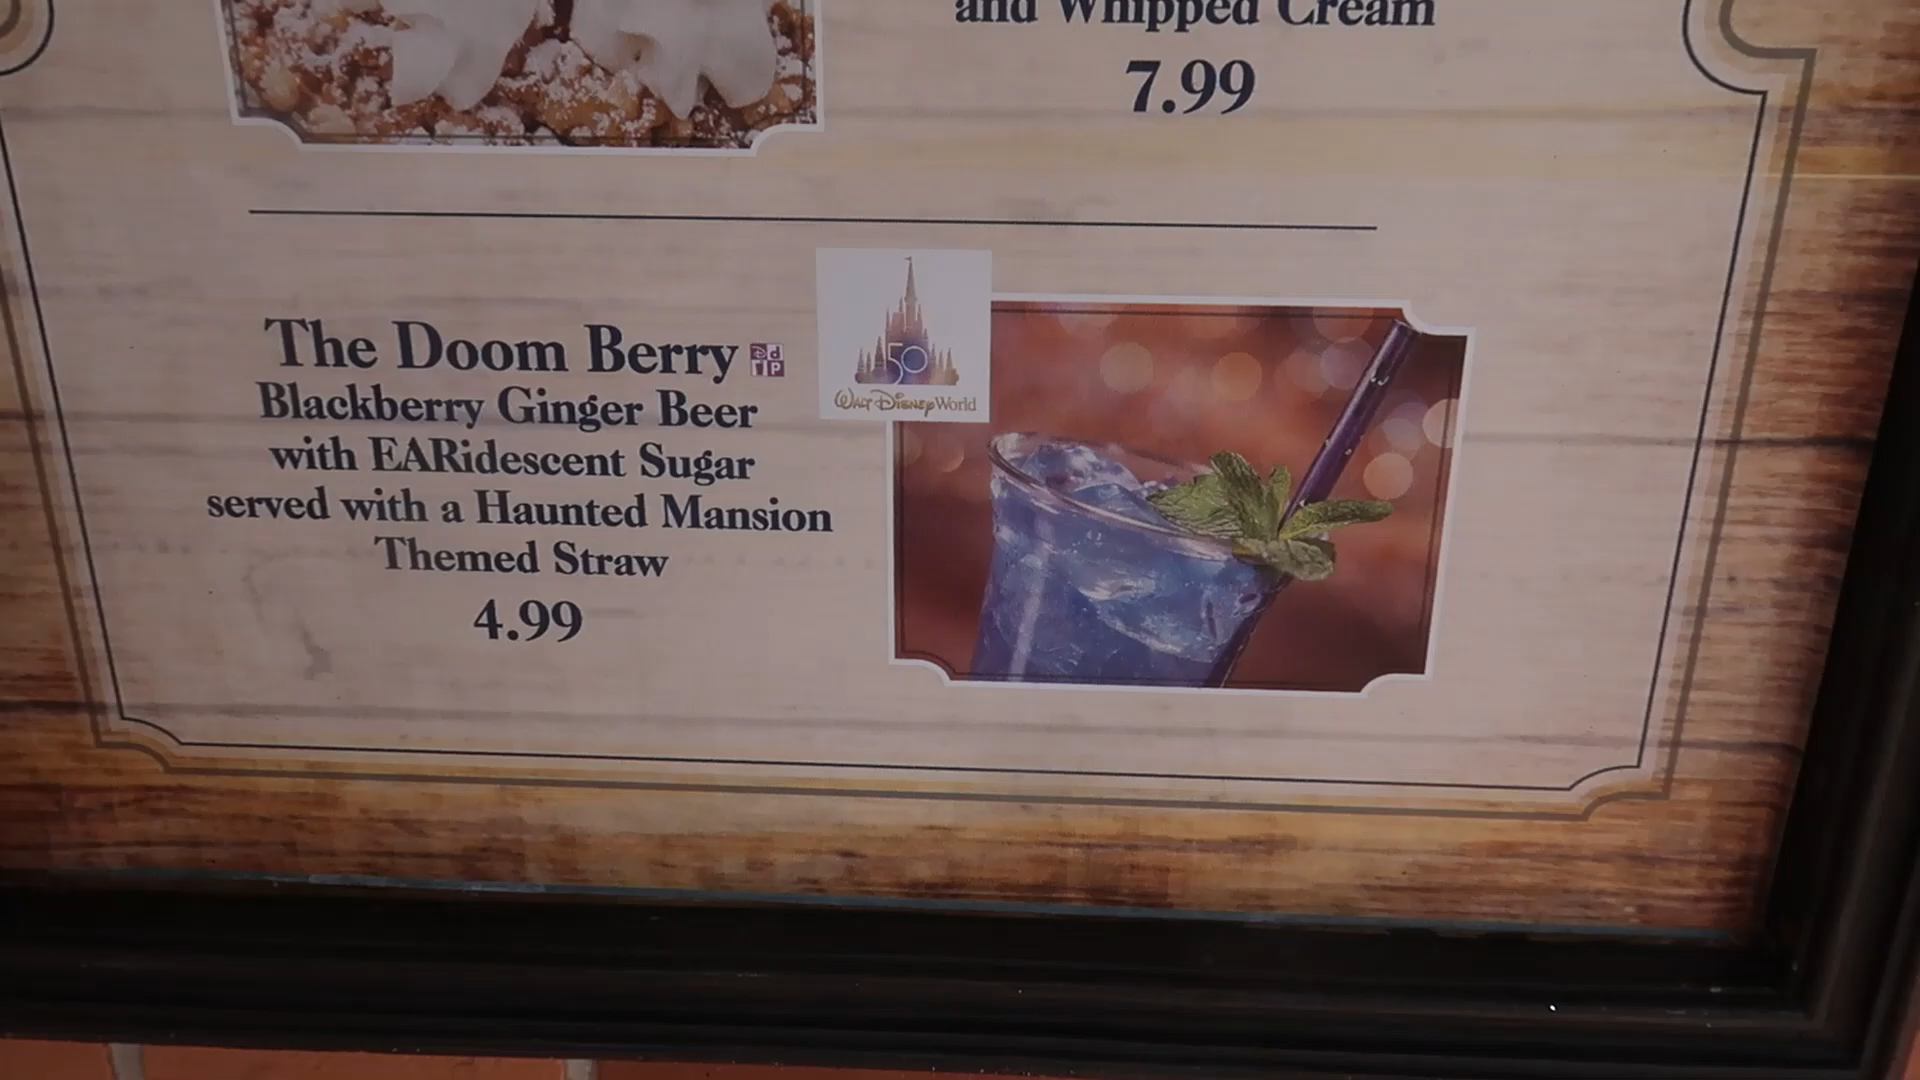 and Whipped Cream
7.99
The Doom Berry
Blackberry Ginger Beer
with EARidescent Sugar
served with a Haunted Mansion
Themed Straw
4.99
50
Walt Disney World